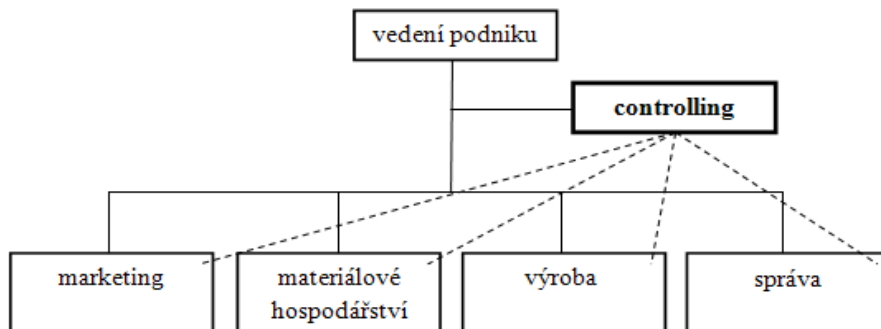 vedení podniku
controlling
marketing
materiálové
hospodářství
výroba
správa